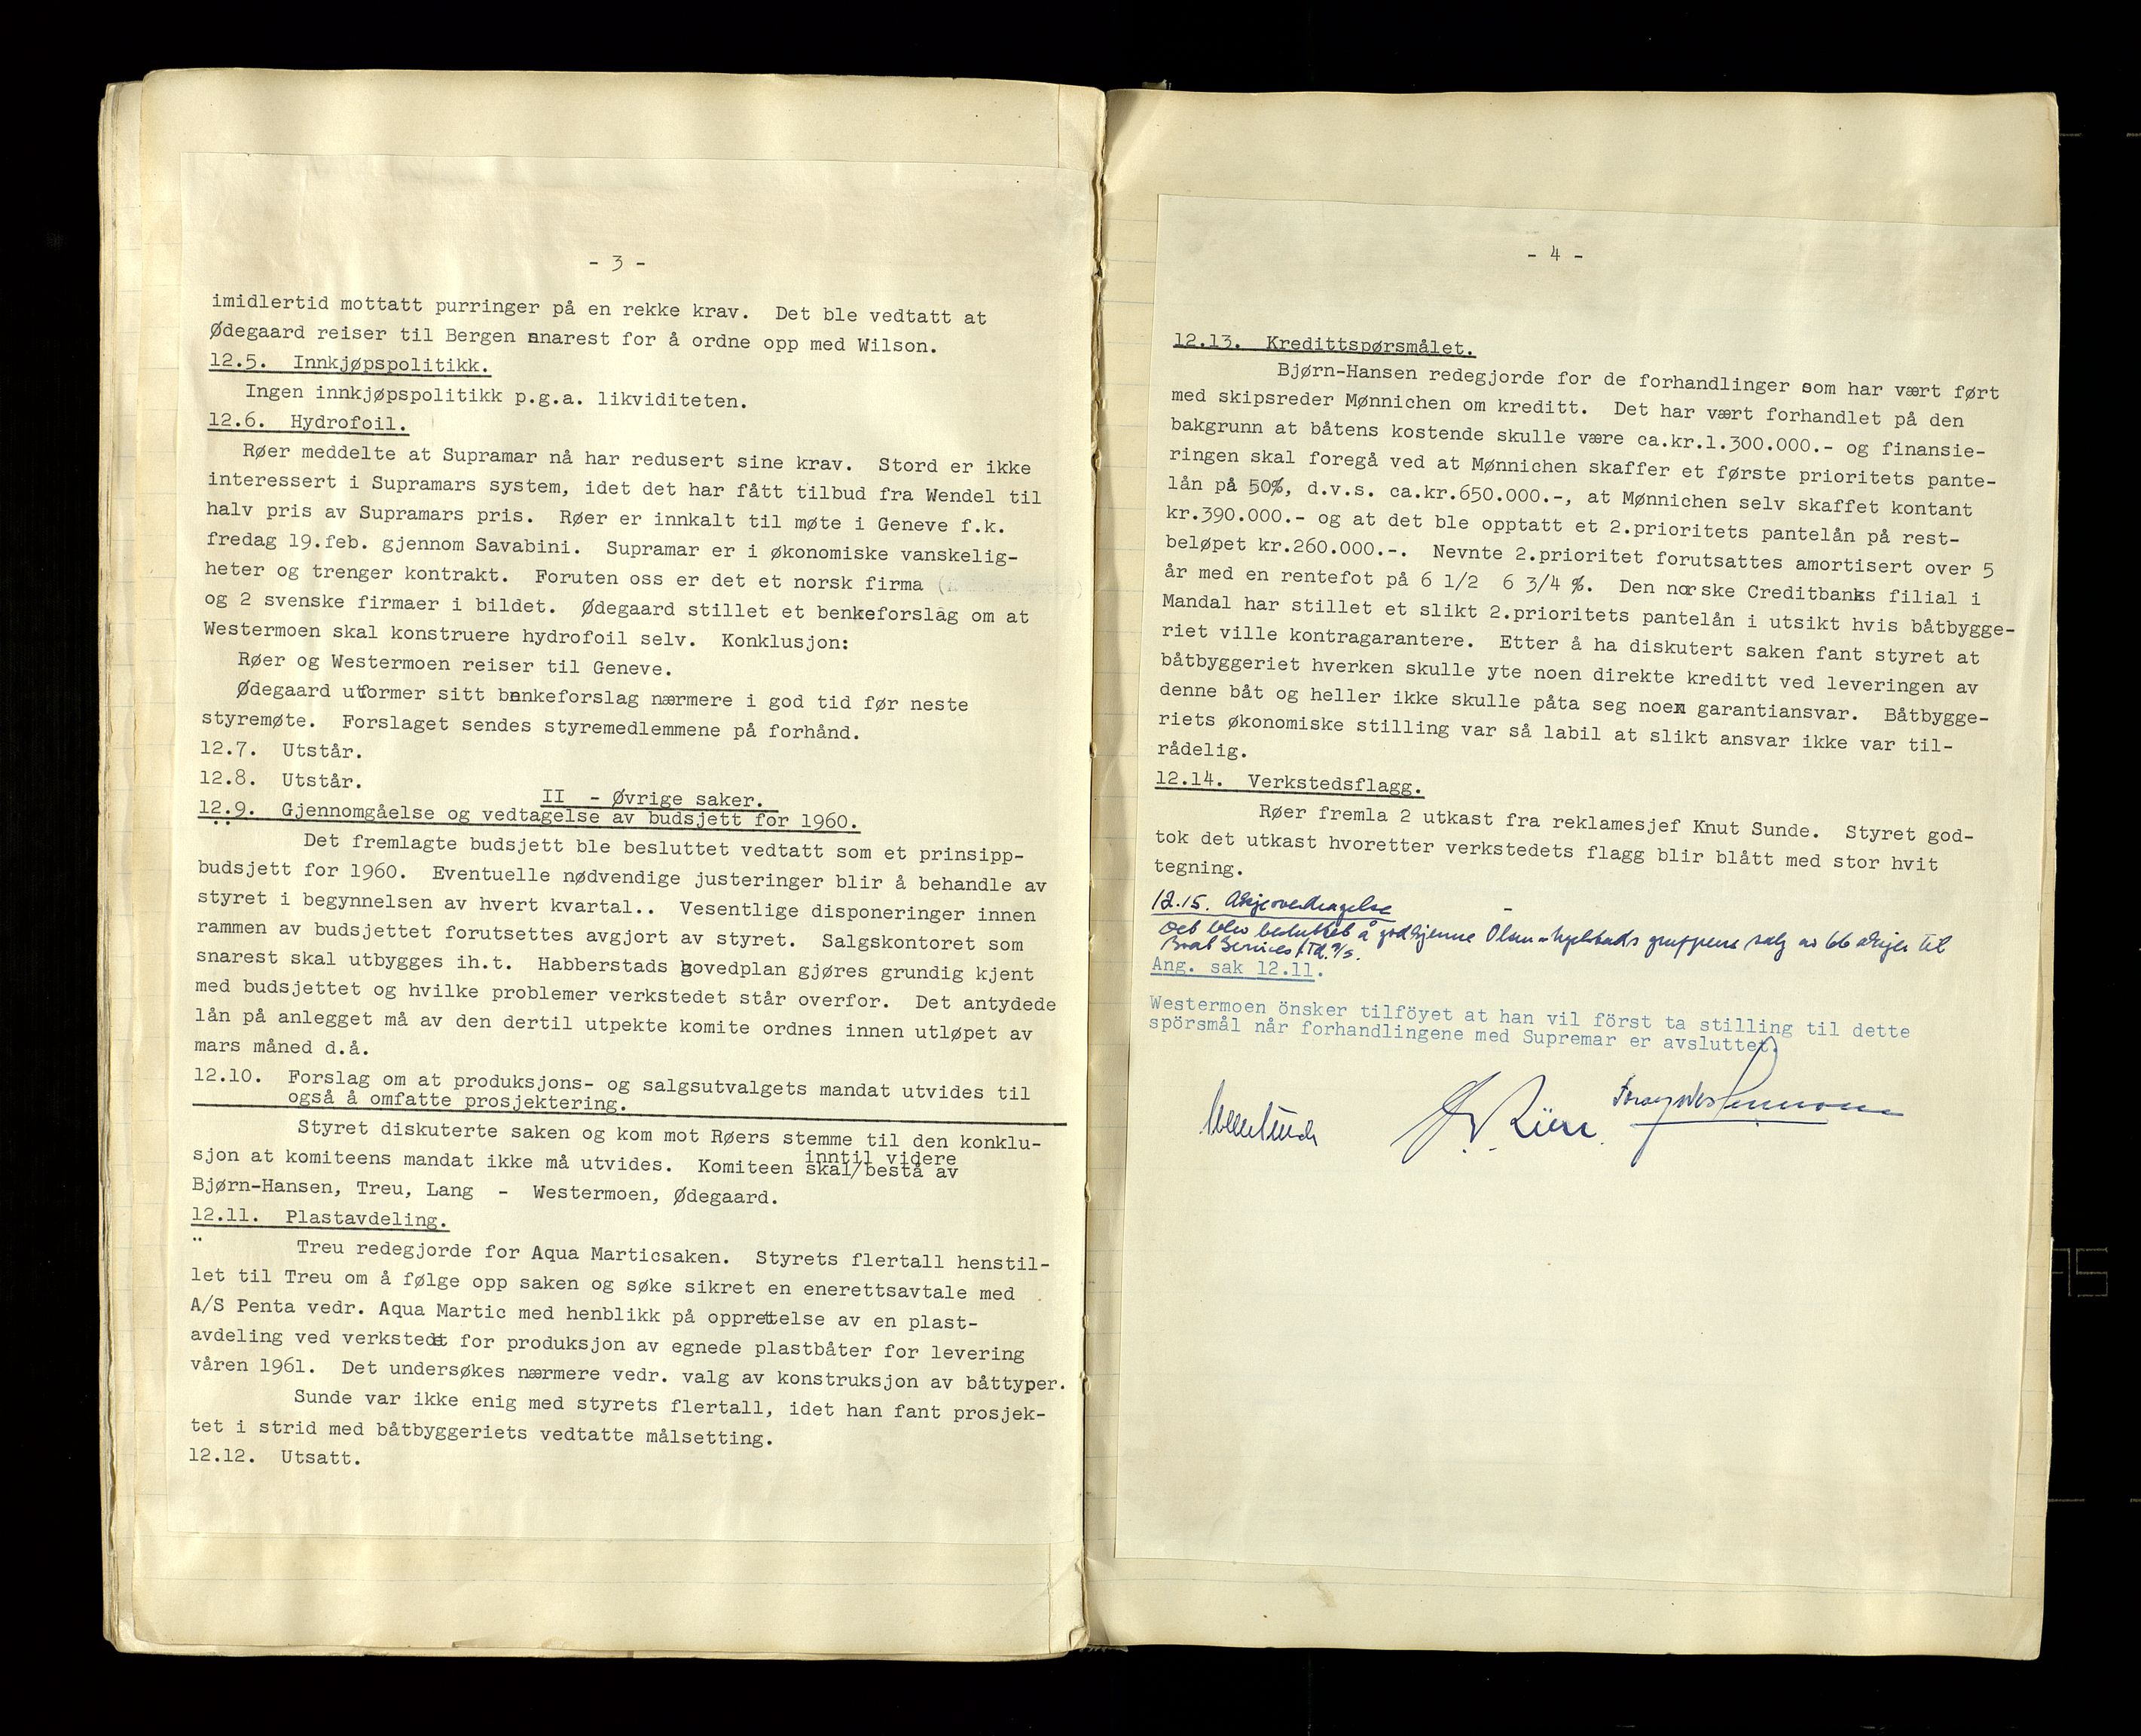 - 3 -
imidlertid mottatt purringer på en rekke krav. Det ble vedtatt at
Ødegaard reiser til Bergen snarest for å ordne opp med Wilson.
12.5. Innkjøpspolitikk.
Ingen innkjøpspolitikk p.g.a. likviditeten.
12.6. Hydrofoil.
Røer meddelte at Supramar nå har redusert sine krav. Stord er ikke
interessert i Supramars system, idet det har fått tilbud fra Wendel til
halv pris av Supramars pris. Røer er innkalt til møte i Geneve f.k.
fredag 19.feb. gjennom Savabini. Supramar er i økonomiske vanskelig-
heter og trenger kontrakt. Foruten oss er det et norsk firma
og 2 svenske firmaer i bildet. Ødegaard stillet et benkeforslag om at
Westermoen skal konstruere hydrofoil selv. Konklusjon:
Røer og Westermoen reiser til Geneve.
Ødegaard utformer sitt benkeforslag nærmere i god tid før neste
styremøte. Forslaget sendes styremedlemmene på forhånd.
12.7. Utstår.
12.8. Utstår.
II - Øvrige saker.
12.9. Gjennomgåelse og vedtagelse av budsjett for 1960.
Det fremlagte budsjett ble besluttet vedtatt som et prinsipp-
budsjett for 1960. Eventuelle nødvendige justeringer blir å behandle av
styret i begynnelsen av hvert kvartal.. Vesentlige disponeringer innen
rammen av budsjettet forutsettes avgjort av styret. Salgskontoret som
snarest skal utbygges ih.t. Habberstads hovedplan gjøres grundig kjent
med budsjettet og hvilke problemer verkstedet står overfor. Det antydede
lån på anlegget må av den dertil utpekte komite ordnes innen utløpet av
mars måned d.å.
12.10. Forslag om at produksjons- og salgsutvalgets mandat utvides til
også å omfatte prosjektering.
Styret diskuterte saken og kom mot Røers stemme til den konklu-
sjon at komiteens mandat ikke må utvides. Komiteen skal/inntil videre bestå av
Bjørn-Hansen, Treu, Lang - Westermoen, Ødegaard.
12.11. Plastavdeling.
Treu redegjorde for Aqua Marticsaken. Styrets flertall henstil-
let til Treu om å følge opp saken og søke sikret en enerettsavtale med
A/S Penta vedr. Aqua Martic med henblikk på opprettelse av en plast-
avdeling ved verkstedet for produksjon av egnede plastbåter for levering
våren 1961. Det undersøkes nærmere vedr. valg av konstruksjon av båttyper.
Sunde var ikke enig med styrets flertall, idet han fant prosjek-
tet i strid med båtbyggeriets vedtatte målsetting.
12.12. Utsatt.
- 4 -
12.13. Kredittspørsmålet.
Bjørn-Hansen redegjorde for de forhandlinger som har vært ført
med skipsreder Mønnichen om kreditt. Det har vært forhandlet på den
bakgrunn at båtens kostende skulle være ca.kr.1.300.000.- og finansie-
ringen skal foregå ved at Mønnichen skaffer et første prioritets pante-
lån på 50%, d.v.s. ca.kr.650.000.-, at Mønnichen selv skaffet kontant
kr.390.000.- og at det ble opptatt et 2.prioritets pantelån på rest-
beløpet kr.260.000.-. Nevnte 2.prioritet forutsattes amortisert over 5
år med en rentefot på 6 1/2 6 3/4 %. Den norske Creditbanks filial i
Mandal har stillet et slikt 2.prioritets pantelån i utsikt hvis båtbygge-
riet ville kontragarantere. Etter å ha diskutert saken fant styret at
båtbyggeriet hverken skulle yte noen direkte kreditt ved leveringen av
denne båt og heller ikke skulle påta seg noen garantiansvar. Båtbygge-
riets økonomiske stilling var så labil at slikt ansvar ikke var til-
rådelig.
12.14. Verkstedsflagg.
Røer fremla 2 utkast fra reklamesjef Knut Sunde. Styret god-
tok det utkast hvoretter verkstedets flagg blir blått med stor hvit
tegning.
12.15. Aksjeoverdragelse
Det blev besluttet å godkjenne Olsen-Kjelstads gruppens salg av 66 aksjer til
Boat Services Ltd. A/S.
Ang. sak 12.11.
Westermoen önsker tilföyet at han vil först ta stilling til dette
spörsmål når forhandlingene med Supremar er avsluttet.